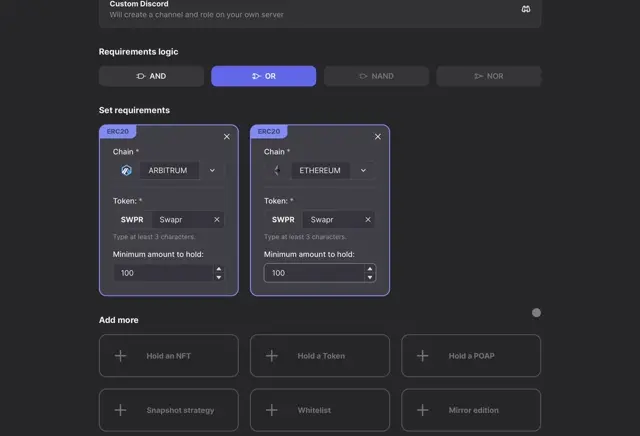 Custom Discord
Will create a channel and role on your own server
Requirements logic
AND OR NAND NOR
Set requirements
ERC20 ERC20
Chain * Chain *
ARBITRUM ETHEREUM
Token: * Token: *
SWPR Swapr SWPR Swapr
Type at least 3 characters. Type at least 3 characters.
Minimum amount to hold: Minimum amount to hold:
100 100
Add more
Hold an NFT Hold a Token Hold a POAP
Snapshot strategy Whitelist Mirror edition